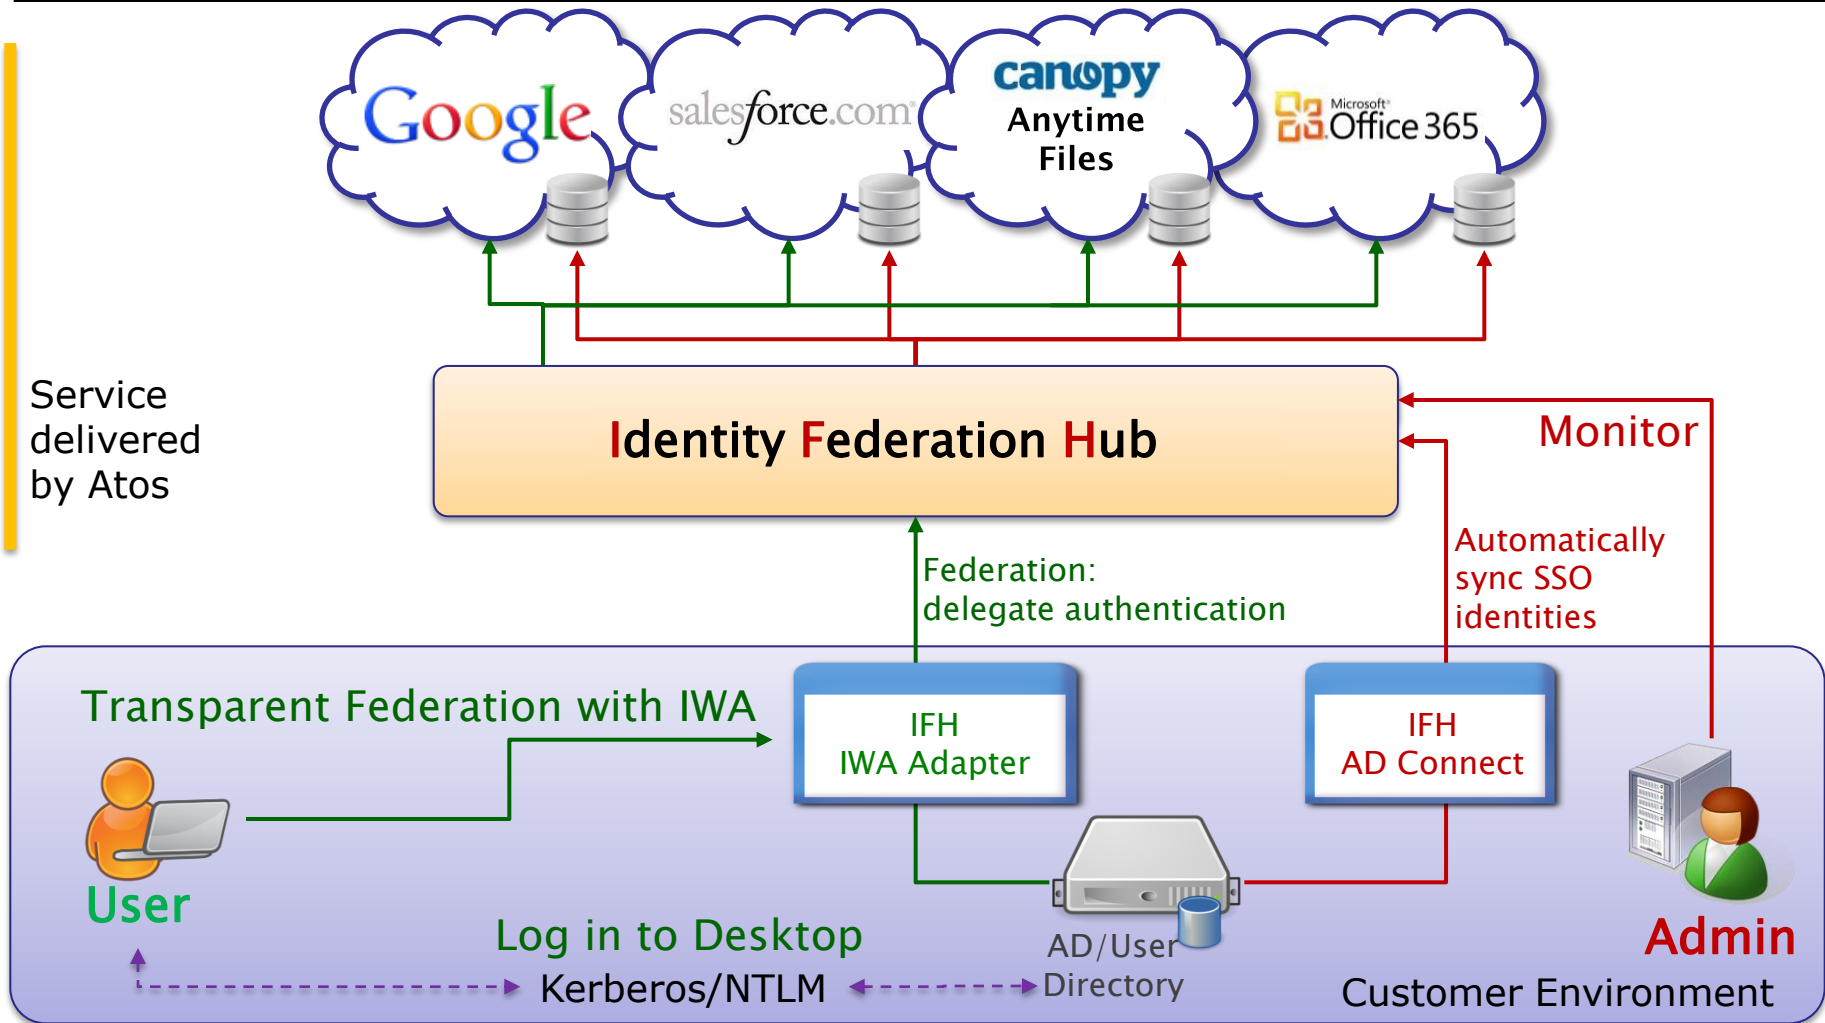 Google
salesforce.com
canopy
Anytime
Files
Microsoft
Office 365
Service
delivered
by Atos
Identity Federation Hub
Monitor
Federation:
delegate authentication
Automatically
sync SSO
identities
Transparent Federation with IWA
IFH
IWA Adapter
IFH
AD Connect
User
Log in to Desktop
Kerberos/NTLM
AD/User
Directory
Admin
Customer Environment